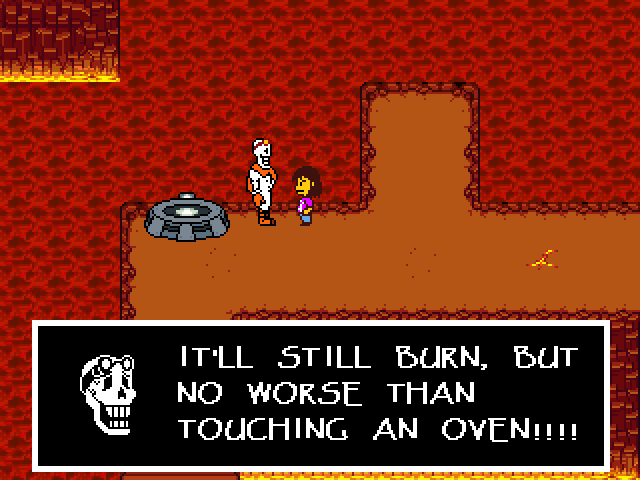 IT'LL STILL BURN, BUT
NO WORSE THAN
TOUCHING AN OVEN!!!!